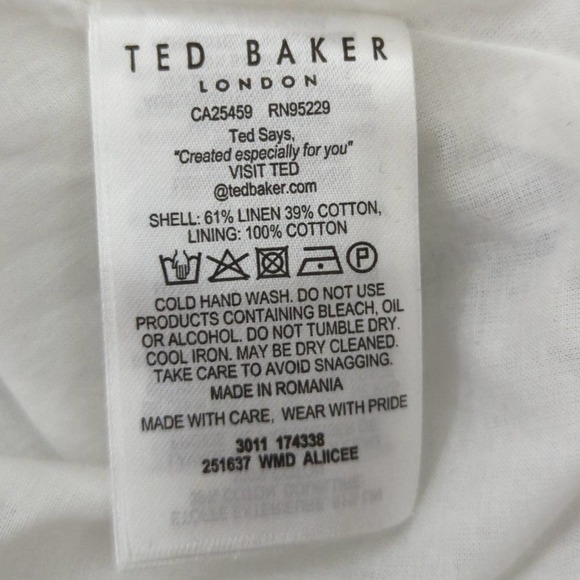 TED BAKER
LONDON
CA25459 RN95229
Ted Says,
"Created especially for you"
VISIT TED
@tedbaker.com
SHELL: 61% LINEN 39% COTTON,
LINING: 100% COTTON
P
COLD HAND WASH. DO NOT USE
PRODUCTS CONTAINING BLEACH, OIL
OR ALCOHOL. DO NOT TUMBLE DRY.
COOL IRON. MAY BE DRY CLEANED.
TAKE CARE TO AVOID SNAGGING.
MADE IN ROMANIA
MADE WITH CARE, WEAR WITH PRIDE
3011 174338
251637 WMD ALIICEE